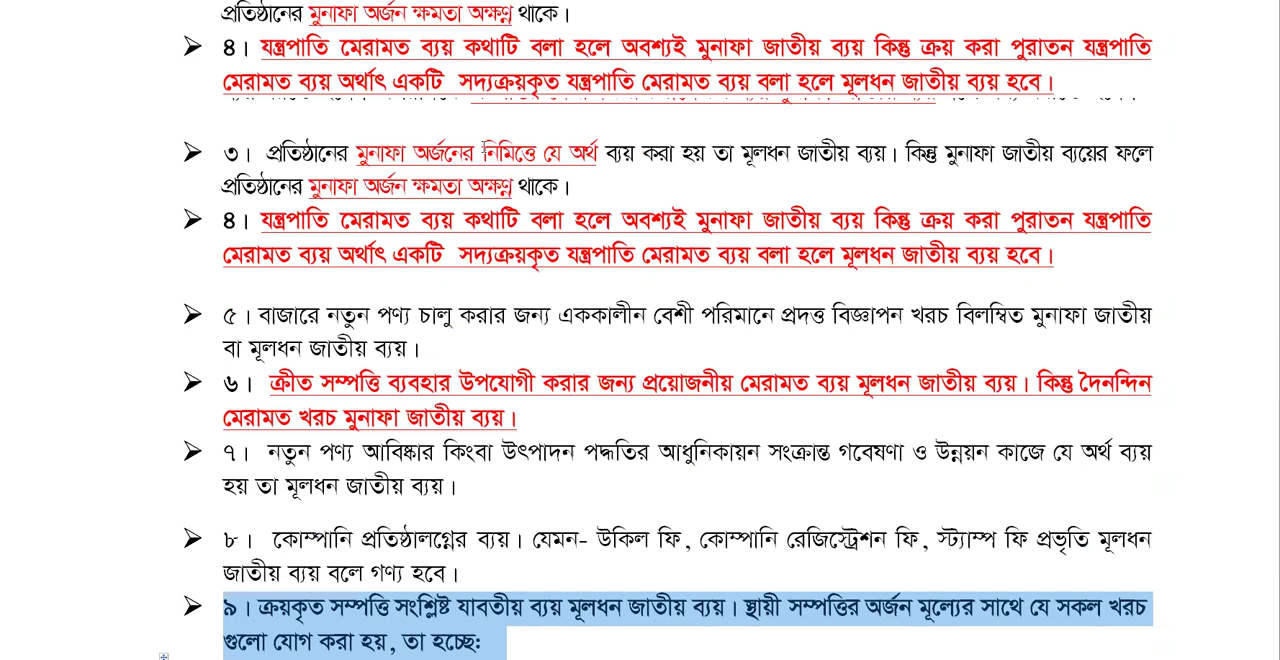 প্রতিষ্ঠানের মুনাফা অর্জন ক্ষমতা অক্ষণ্ণ থাকে।
➢ ৪। যন্ত্রপাতি মেরামত ব্যয় কথাটি বলা হলে অবশ্যই মুনাফা জাতীয় ব্যয় কিন্তু ক্রয় করা পুরাতন যন্ত্রপাতি
মেরামত ব্যয় অর্থাৎ একটি সদ্যক্রয়কৃত যন্ত্রপাতি মেরামত ব্যয় বলা হলে মূলধন জাতীয় ব্যয় হবে।
➢ ৩। প্রতিষ্ঠানের মুনাফা অর্জনের নিমিত্তে যে অর্থ ব্যয় করা হয় তা মূলধন জাতীয় ব্যয়। কিন্তু মুনাফা জাতীয় ব্যয়ের ফলে
প্রতিষ্ঠানের মুনাফা অর্জন ক্ষমতা অক্ষণ্ণ থাকে।
➢ ৪। যন্ত্রপাতি মেরামত ব্যয় কথাটি বলা হলে অবশ্যই মুনাফা জাতীয় ব্যয় কিন্তু ক্রয় করা পুরাতন যন্ত্রপাতি
মেরামত ব্যয় অর্থাৎ একটি সদ্যক্রয়কৃত যন্ত্রপাতি মেরামত ব্যয় বলা হলে মূলধন জাতীয় ব্যয় হবে।
➢ ৫। বাজারে নতুন পণ্য চালু করার জন্য এককালীন বেশী পরিমানে প্রদত্ত বিজ্ঞাপন খরচ বিলম্বিত মুনাফা জাতীয়
বা মূলধন জাতীয় ব্যয়।
➢ ৬। ক্রীত সম্পত্তি ব্যবহার উপযোগী করার জন্য প্রয়োজনীয় মেরামত ব্যয় মূলধন জাতীয় ব্যয়। কিন্তু দৈনন্দিন
মেরামত খরচ মুনাফা জাতীয় ব্যয়।
➢ ৭। নতুন পণ্য আবিষ্কার কিংবা উৎপাদন পদ্ধতির আধুনিকায়ন সংক্রান্ত গবেষণা ও উন্নয়ন কাজে যে অর্থ ব্যয়
হয় তা মূলধন জাতীয় ব্যয়।
➢ ৮। কোম্পানি প্রতিষ্ঠালগ্নের ব্যয়। যেমন- উকিল ফি, কোম্পানি রেজিস্ট্রেশন ফি, স্ট্যাম্প ফি প্রভৃতি মূলধন
জাতীয় ব্যয় বলে গণ্য হবে।
➢ ৯। ক্রয়কৃত সম্পত্তি সংশ্লিষ্ট যাবতীয় ব্যয় মূলধন জাতীয় ব্যয়। স্থায়ী সম্পত্তির অর্জন মূল্যের সাথে যে সকল খরচ
গুলো যোগ করা হয়, তা হচ্ছে: